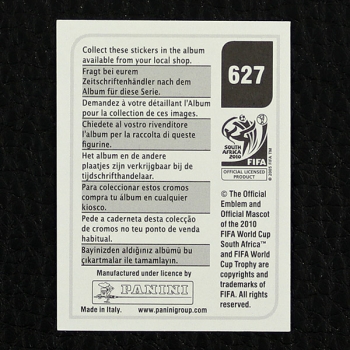 Collect these stickers in the album
available from your local shop.
Fragt bei eurem
Zeitschriftenhändler nach dem
Album für diese Serie.
Demandez à votre détaillant l'Album
pour la collection de ces images.
Chiedete al vostro rivenditore
l'album per la raccolta di queste
figurine.
Het album en de andere
plaatjes zijn verkrijgbaar bij de
tijdschrifthandelaar.
Para coleccionar estos cromos
compra tu álbum en cualquier
kiosco.
Pede a caderneta desta colecção
de cromos no teu ponto de venda
habitual.
Bayinizden aldığınız albümü bu
çıkartmalar ile tamamlayın.
Manufactured under licence by
PANINI
Made in Italy. www.paninigroup.com
627
SOUTH AFRICA
2010
FIFA
© 2005 FIFA TM
OFFICIAL LICENSED
PRODUCT
© The Official
Emblem and
Official Mascot
of the 2010
FIFA World Cup
South Africa™
and FIFA World
Cup Trophy are
copyrights and
trademarks of
FIFA. All rights
reserved.